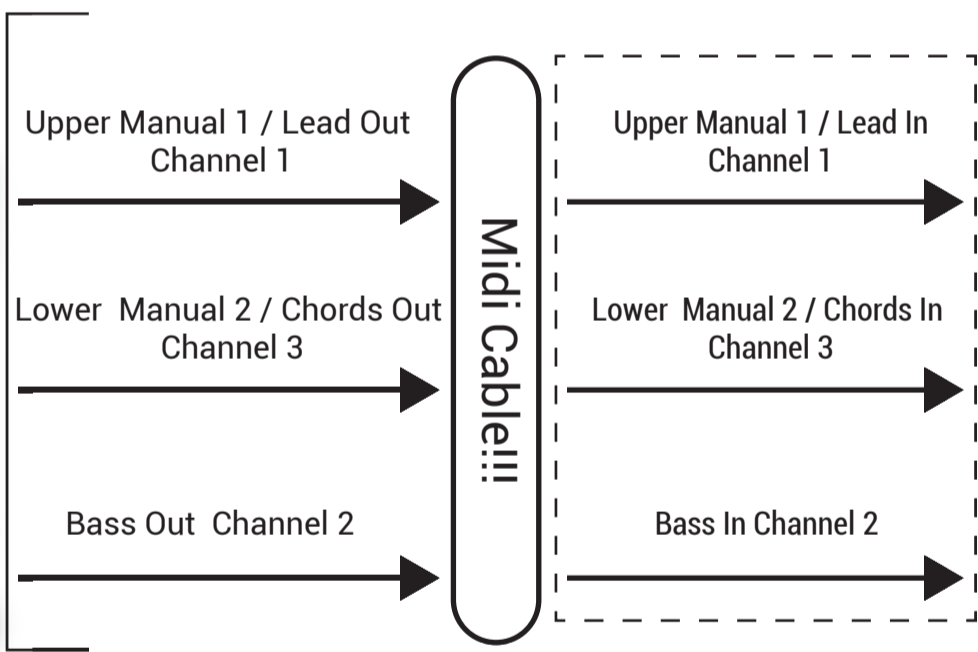 Upper Manual 1 / Lead Out
Channel 1
Lower  Manual 2 / Chords Out
Channel 3
Bass Out  Channel 2
Midi Cable!!!
Upper Manual 1 / Lead In
Channel 1
Lower  Manual 2 / Chords In
Channel 3
Bass In Channel 2